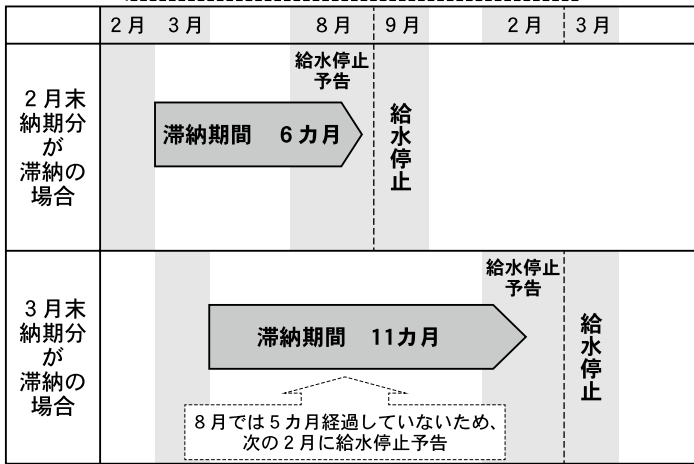 2月 3月 8月 9月 2月 3月
2月末
納期分
が
滞納の
場合
給水停止
予告
滞納期間 6カ月
給水停止
3月末
納期分
が
滞納の
場合
給水停止
予告
滞納期間 11カ月
給水停止
8月では5カ月経過していないため、
次の2月に給水停止予告